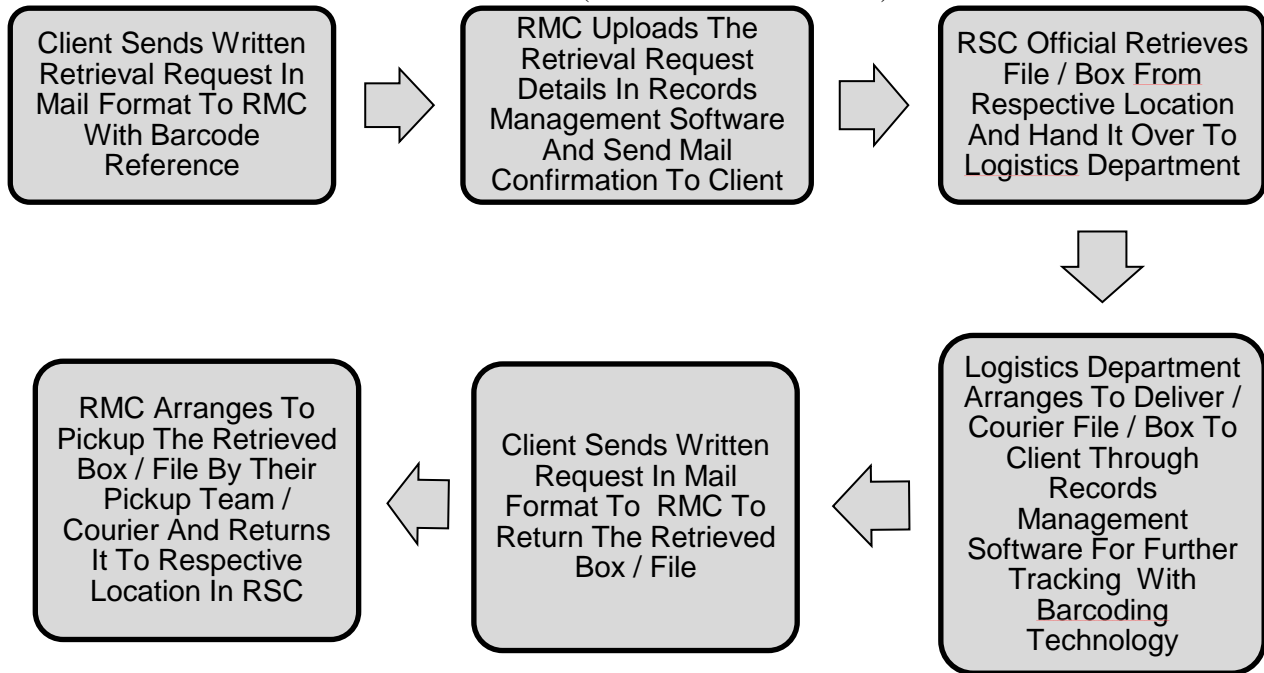 Client Sends Written
Retrieval Request In
Mail Format To RMC
With Barcode
Reference
RMC Uploads The
Retrieval Request
Details In Records
Management Software
And Send Mail
Confirmation To Client
RSC Official Retrieves
File / Box From
Respective Location
And Hand It Over To
Logistics Department
Logistics Department
Arranges To Deliver /
Courier File / Box To
Client Through
Records
Management
Software For Further
Tracking With
Barcoding
Technology
Client Sends Written
Request In Mail
Format To RMC To
Return The Retrieved
Box / File
RMC Arranges To
Pickup The Retrieved
Box / File By Their
Pickup Team /
Courier And Returns
It To Respective
Location In RSC